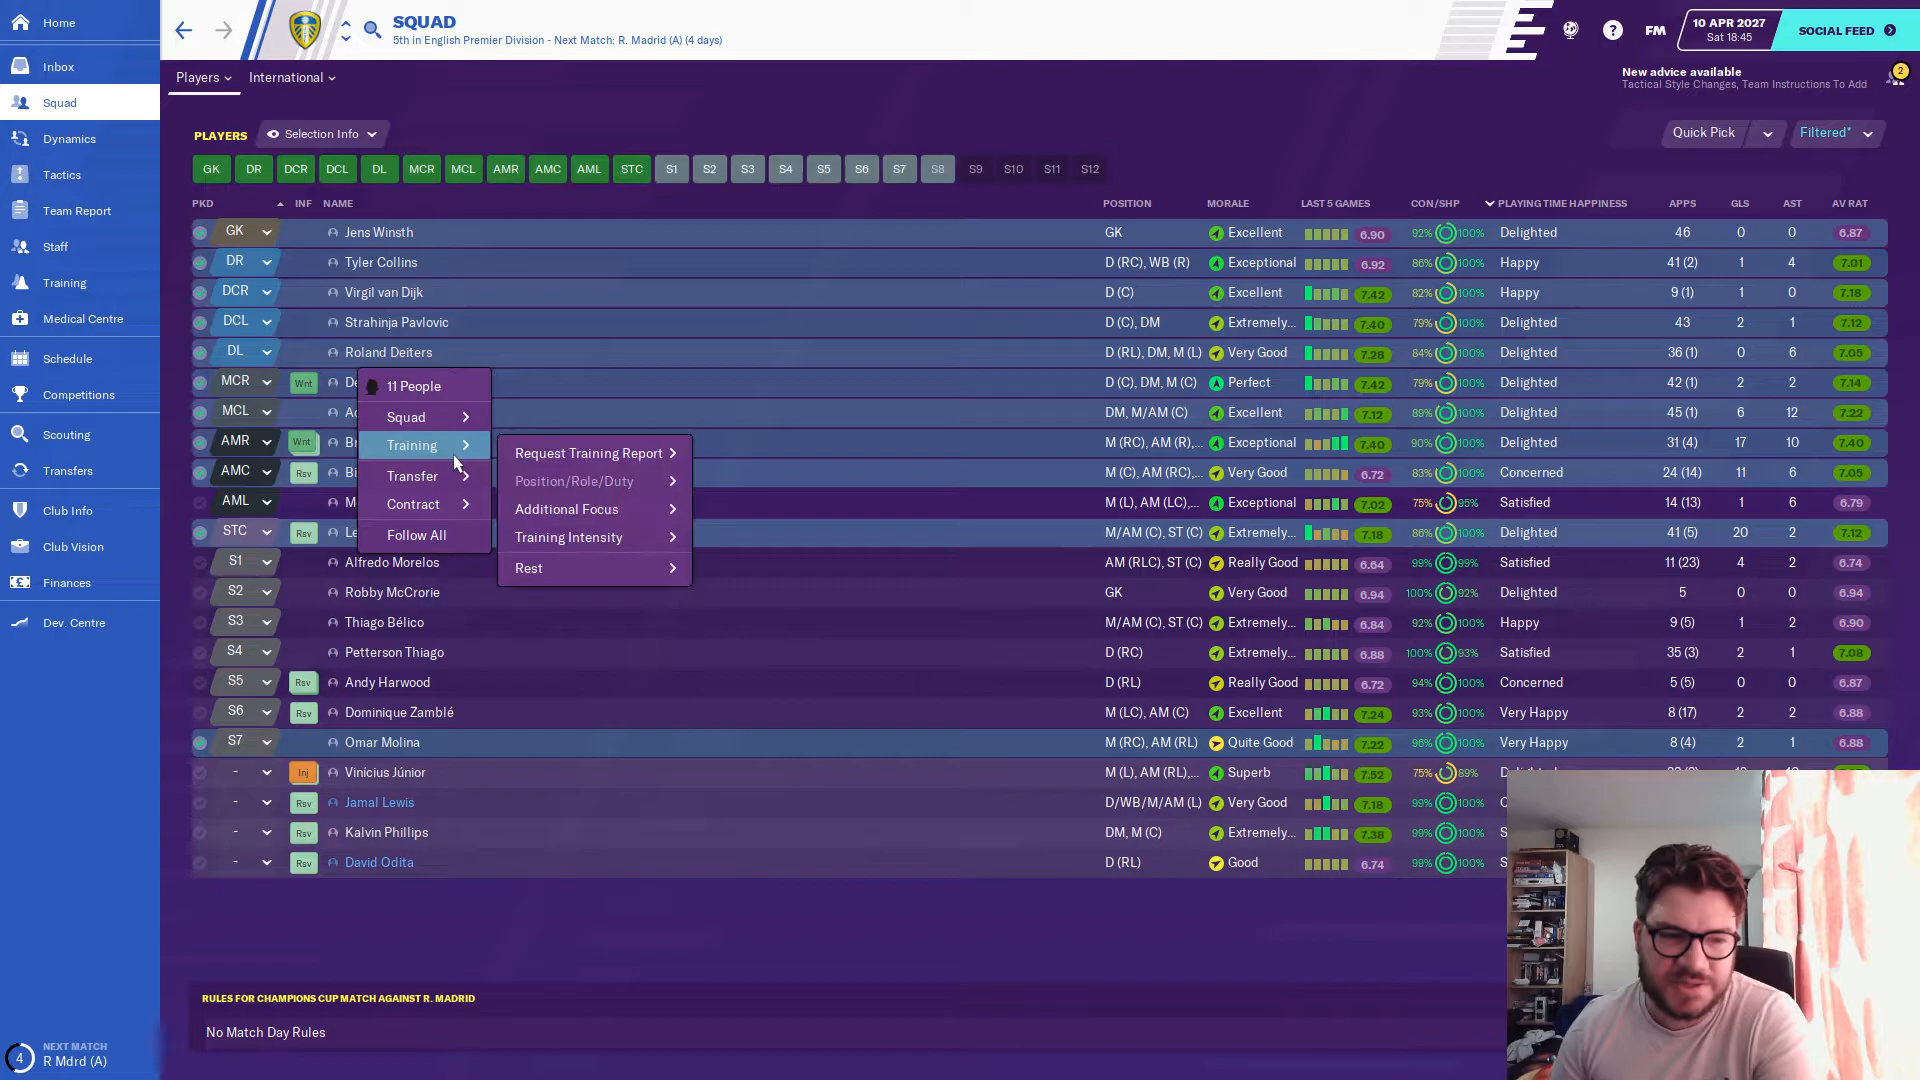 Home
Inbox
Squad
Dynamics
Tactics
Team Report
Staff
Training
Medical Centre
Schedule
Competitions
Scouting
Transfers
Club Info
Club Vision
Finances
Dev. Centre
4 NEXT MATCH
R Mdrd (A)
SQUAD
5th in English Premier Division - Next Match: R. Madrid (A) (4 days)
? FM 10 APR 2027
Sat 18:45
SOCIAL FEED
Players International
New advice available 2
Tactical Style Changes, Team Instructions To Add
PLAYERS Selection Info Quick Pick Filtered*
GK DR DCR DCL DL MCR MCL AMR AMC AML STC S1 S2 S3 S4 S5 S6 S7 S8 S9 S10 S11 S12
PKD INF NAME POSITION MORALE LAST 5 GAMES CON/SHP PLAYING TIME HAPPINESS APPS GLS AST AV RAT
GK Jens Winsth GK Excellent 6.90 92% 100% Delighted 46 0 0 6.87
DR Tyler Collins D (RC), WB (R) Exceptional 6.92 86% 100% Happy 41 (2) 1 4 7.01
DCR Virgil van Dijk D (C) Excellent 7.42 82% 100% Happy 9 (1) 1 0 7.18
DCL Strahinja Pavlovic D (C), DM Extremely... 7.40 79% 100% Delighted 43 2 1 7.12
DL Roland Deiters D (RL), DM, M (L) Very Good 7.28 84% 100% Delighted 36 (1) 0 6 7.05
MCR Wnt De D (C), DM, M (C) Perfect 7.42 79% 100% Delighted 42 (1) 2 2 7.14
MCL Ac DM, M/AM (C) Excellent 7.12 89% 100% Delighted 45 (1) 6 12 7.22
AMR Wnt Br M (RC), AM (R),... Exceptional 7.40 90% 100% Delighted 31 (4) 17 10 7.40
AMC Rsv Bi M (C), AM (RC),... Very Good 6.72 83% 100% Concerned 24 (14) 11 6 7.05
AML M M (L), AM (LC),... Exceptional 7.02 75% 95% Satisfied 14 (13) 1 6 6.79
STC Rsv Le M/AM (C), ST (C) Very Good 7.18 86% 100% Delighted 41 (5) 20 2 7.12
S1 Alfredo Morelos AM (RLC), ST (C) Really Good 6.64 99% 99% Satisfied 11 (23) 4 2 6.74
S2 Robby McCrorie GK Very Good 6.94 100% 92% Delighted 5 0 0 6.94
S3 Thiago Bélico M/AM (C), ST (C) Extremely... 6.84 92% 100% Happy 9 (5) 1 2 6.90
S4 Petterson Thiago D (RC) Extremely... 6.88 100% 93% Satisfied 35 (3) 2 1 7.08
S5 Rsv Andy Harwood D (RL) Really Good 6.72 94% 100% Concerned 5 (5) 0 0 6.87
S6 Rsv Dominique Zamblé M (LC), AM (C) Excellent 7.24 93% 100% Very Happy 8 (17) 2 2 6.88
S7 Omar Molina M (RC), AM (RL) Quite Good 7.22 96% 100% Very Happy 8 (4) 2 1 6.88
- Inj Vinícius Júnior M (L), AM (RL),... Superb 7.52 75% 89%
- Rsv Jamal Lewis D/WB/M/AM (L) Very Good 7.18 99% 100%
- Rsv Kalvin Phillips DM, M (C) Extremely... 7.38 99% 100%
- Rsv David Odita D (RL) Good 6.74 99% 100%
11 People
Squad
Training
Transfer
Contract
Follow All
Request Training Report
Position/Role/Duty
Additional Focus
Training Intensity
Rest
RULES FOR CHAMPIONS CUP MATCH AGAINST R. MADRID
No Match Day Rules